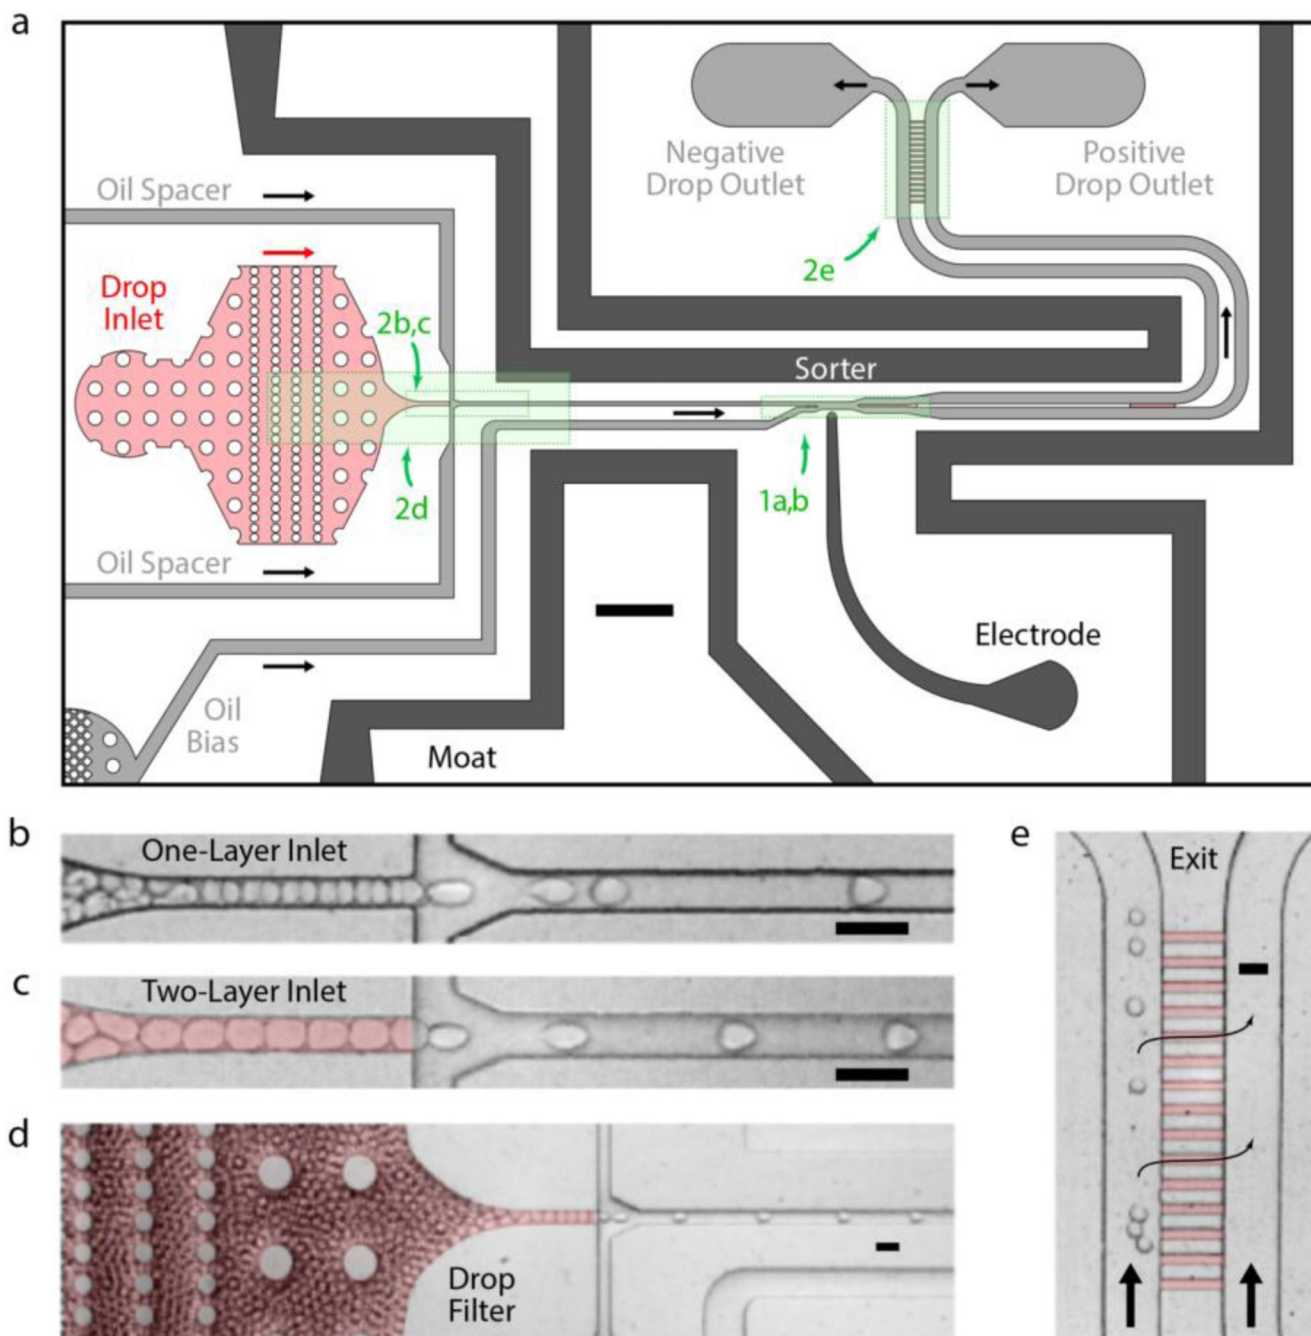 a
Oil Spacer
Drop
Inlet
2b,c
2d
Oil Spacer
Oil
Bias
Moat
Negative
Drop Outlet
Positive
Drop Outlet
2e
Sorter
1a,b
Electrode
b
One-Layer Inlet
c
Two-Layer Inlet
d
Drop
Filter
e
Exit